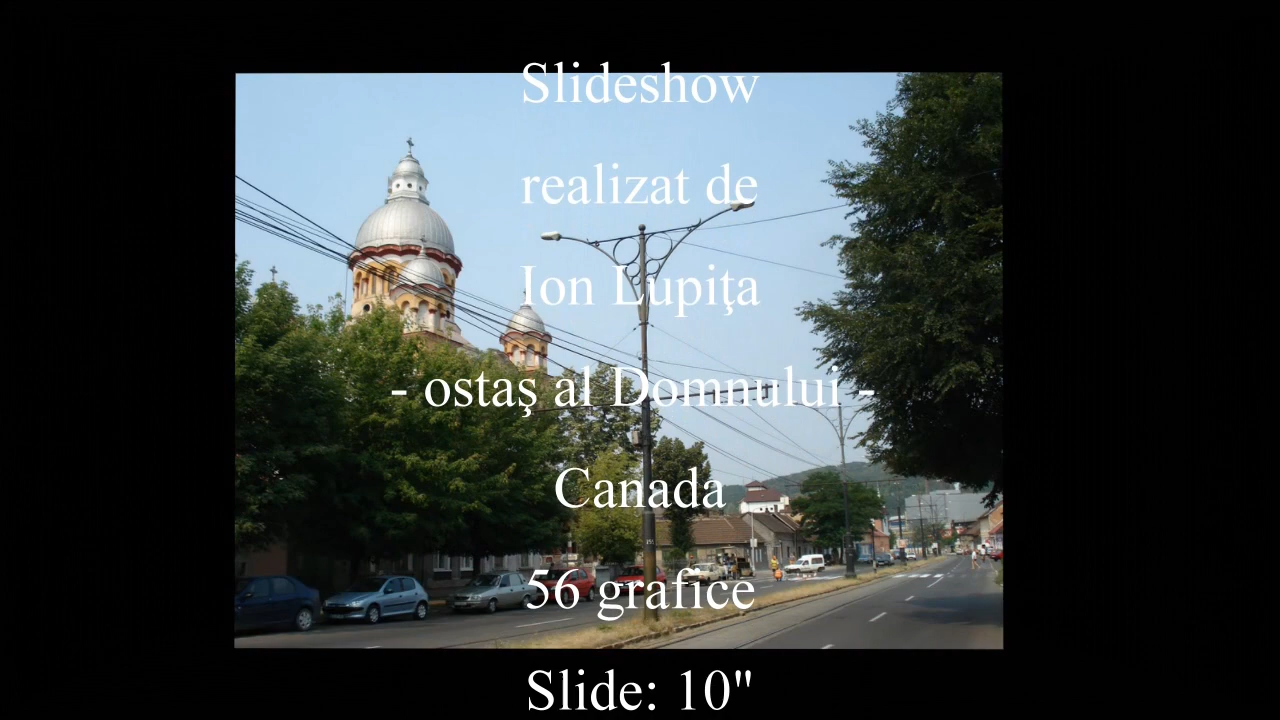 Slideshow
realizat de
Ion Lupiţa
- ostaş al Domnului -
Canada
56 grafice
Slide: 10"